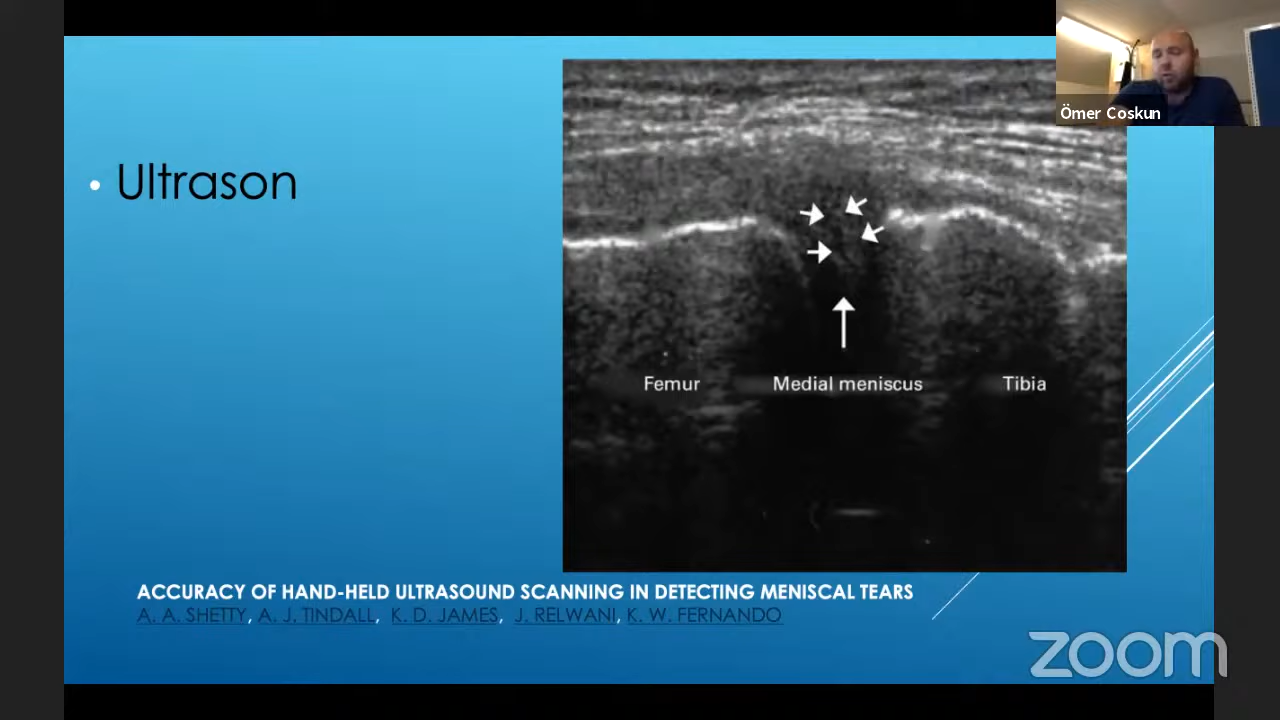 Ömer Coskun
• Ultrason
Femur Medial meniscus Tibia
ACCURACY OF HAND-HELD ULTRASOUND SCANNING IN DETECTING MENISCAL TEARS
A. A. SHETTY, A. J. TINDALL, K. D. JAMES, J. RELWANI, K. W. FERNANDO
zoom